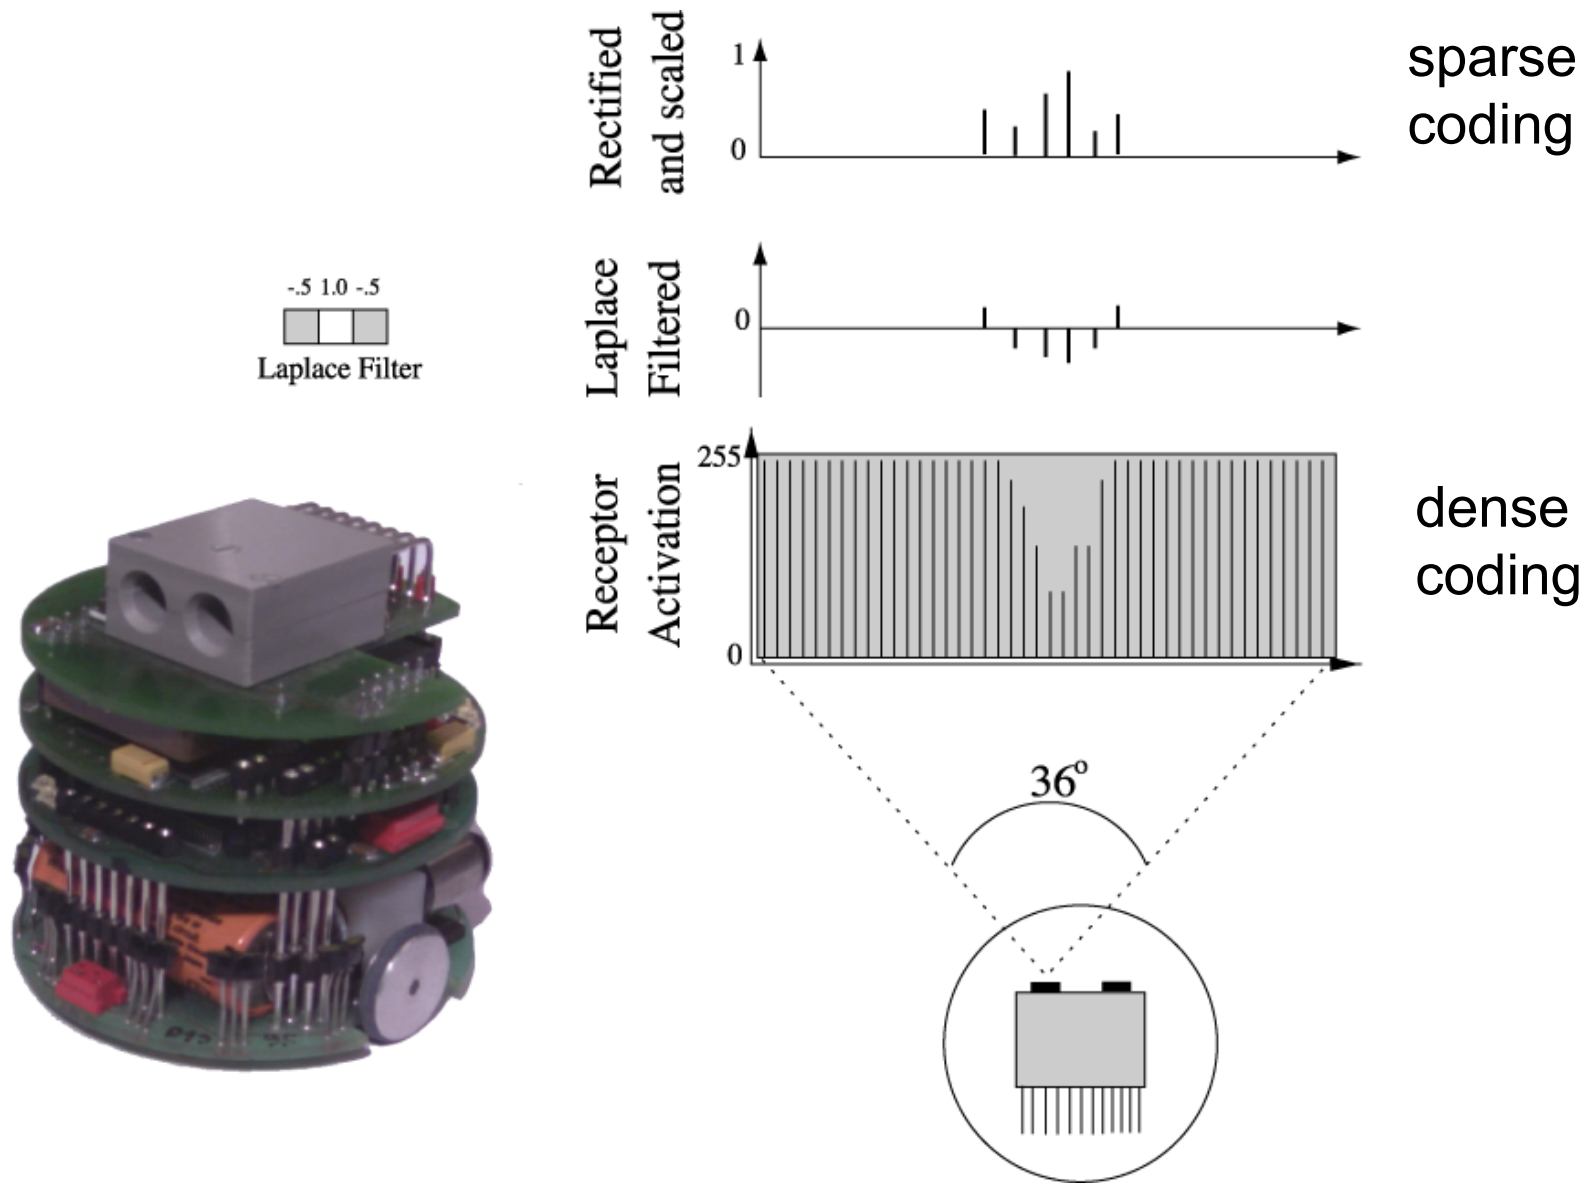 Rectified
and scaled
1
0
sparse
coding
-.5 1.0 -.5
Laplace Filter
Laplace
Filtered
0
Receptor
Activation
255
0
dense
coding
36°